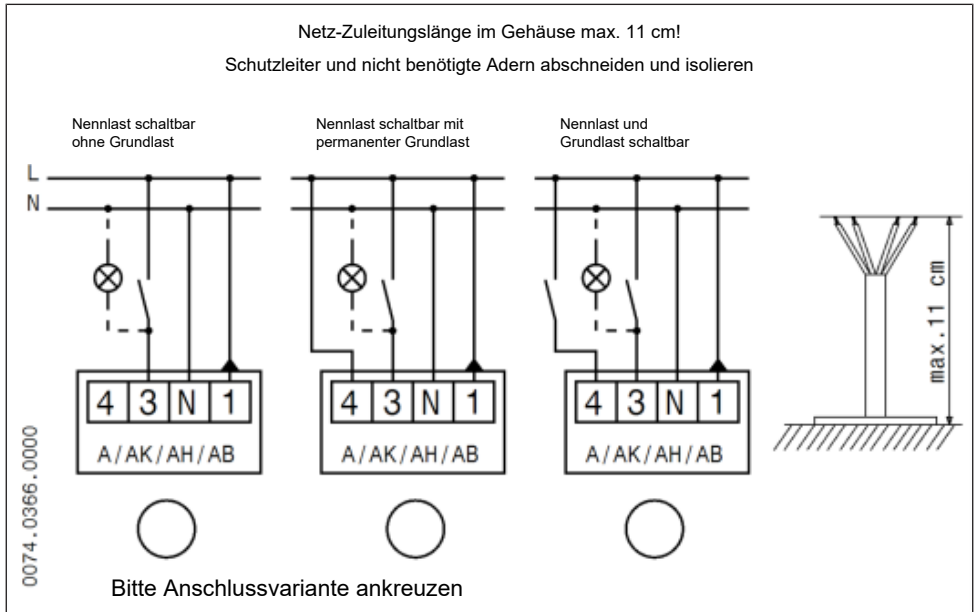 Netz-Zuleitungslänge im Gehäuse max. 11 cm!
Schutzleiter und nicht benötigte Adern abschneiden und isolieren
Nennlast schaltbar
ohne Grundlast
Nennlast schaltbar mit
permanenter Grundlast
Nennlast und
Grundlast schaltbar
L
N
4 3 N 1
A/AK/AH/AB
4 3 N 1
A/AK/AH/AB
4 3 N 1
A/AK/AH/AB
max.11 cm
0074.0366.0000
Bitte Anschlussvariante ankreuzen